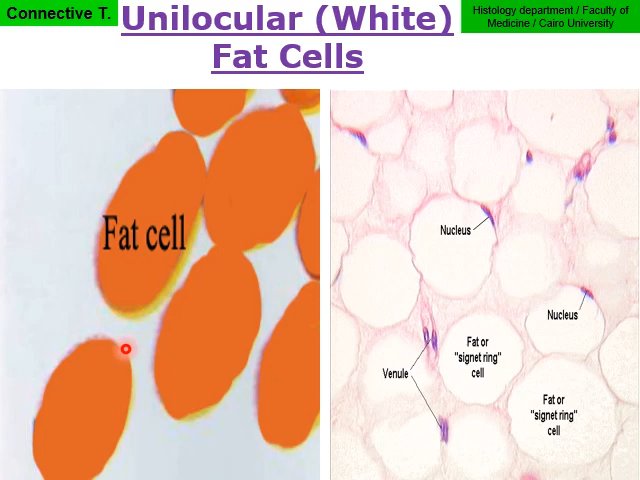 Connective T.
Unilocular (White)
Fat Cells
Histology department / Faculty of
Medicine / Cairo University
Fat cell
Nucleus
Nucleus
Fat or
"signet ring"
cell
Venule
Fat or
"signet ring"
cell